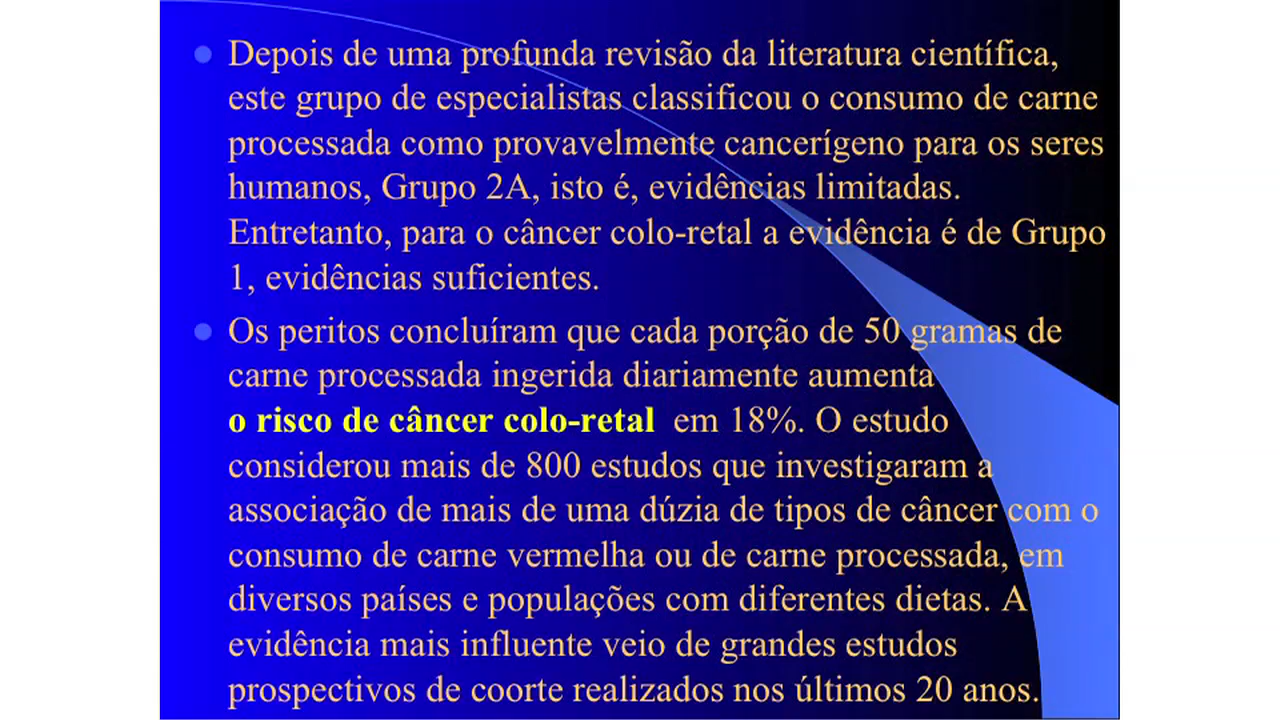 Depois de uma profunda revisão da literatura científica,
este grupo de especialistas classificou o consumo de carne
processada como provavelmente cancerígeno para os seres
humanos, Grupo 2A, isto é, evidências limitadas.
Entretanto, para o câncer colo-retal a evidência é de Grupo
1, evidências suficientes.
Os peritos concluíram que cada porção de 50 gramas de
carne processada ingerida diariamente aumenta
o risco de câncer colo-retal em 18%. O estudo
considerou mais de 800 estudos que investigaram a
associação de mais de uma dúzia de tipos de câncer com o
consumo de carne vermelha ou de carne processada, em
diversos países e populações com diferentes dietas. A
evidência mais influente veio de grandes estudos
prospectivos de coorte realizados nos últimos 20 anos.